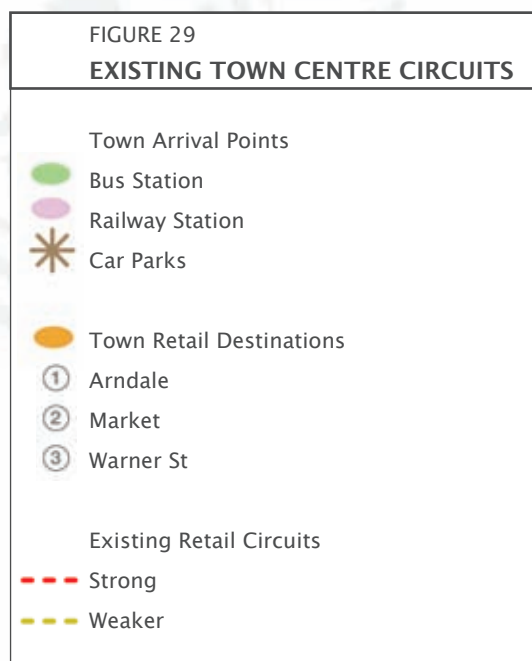 FIGURE 29
EXISTING TOWN CENTRE CIRCUITS
Town Arrival Points
Bus Station
Railway Station
Car Parks
Town Retail Destinations
1 Arndale
2 Market
3 Warner St
Existing Retail Circuits
Strong
Weaker